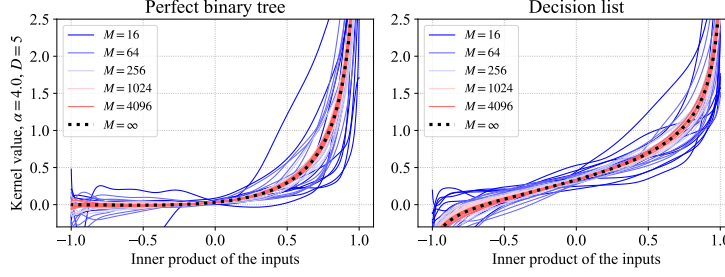 Perfect binary tree
Kernel value, α = 4.0, D = 5
2.5
2.0
1.5
1.0
0.5
0.0
M = 16
M = 64
M = 256
M = 1024
M = 4096
M = ∞
−1.0 −0.5 0.0 0.5 1.0
Inner product of the inputs
Decision list
2.5
2.0
1.5
1.0
0.5
0.0
M = 16
M = 64
M = 256
M = 1024
M = 4096
M = ∞
−1.0 −0.5 0.0 0.5 1.0
Inner product of the inputs